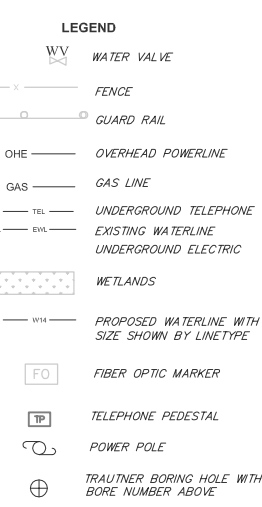 LEGEND
WV WATER VALVE
x FENCE
GUARD RAIL
OHE OVERHEAD POWERLINE
GAS GAS LINE
TEL UNDERGROUND TELEPHONE
EWL EXISTING WATERLINE
UNDERGROUND ELECTRIC
WETLANDS
W14 PROPOSED WATERLINE WITH
SIZE SHOWN BY LINETYPE
FO FIBER OPTIC MARKER
TP TELEPHONE PEDESTAL
POWER POLE
TRAUTNER BORING HOLE WITH
BORE NUMBER ABOVE